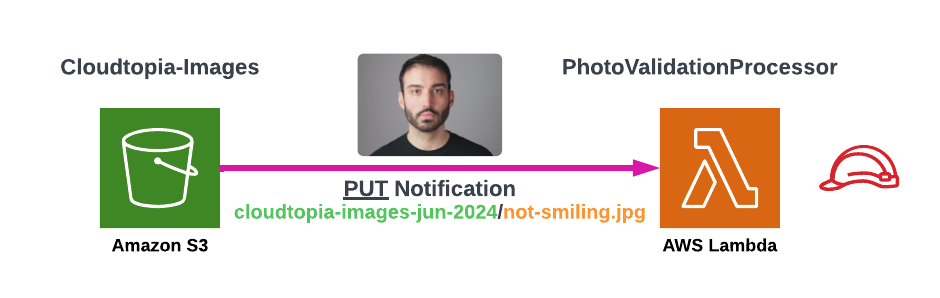 Cloudtopia-Images
PhotoValidationProcessor
PUT Notification
cloudtopia-images-jun-2024/not-smiling.jpg
Amazon S3
AWS Lambda